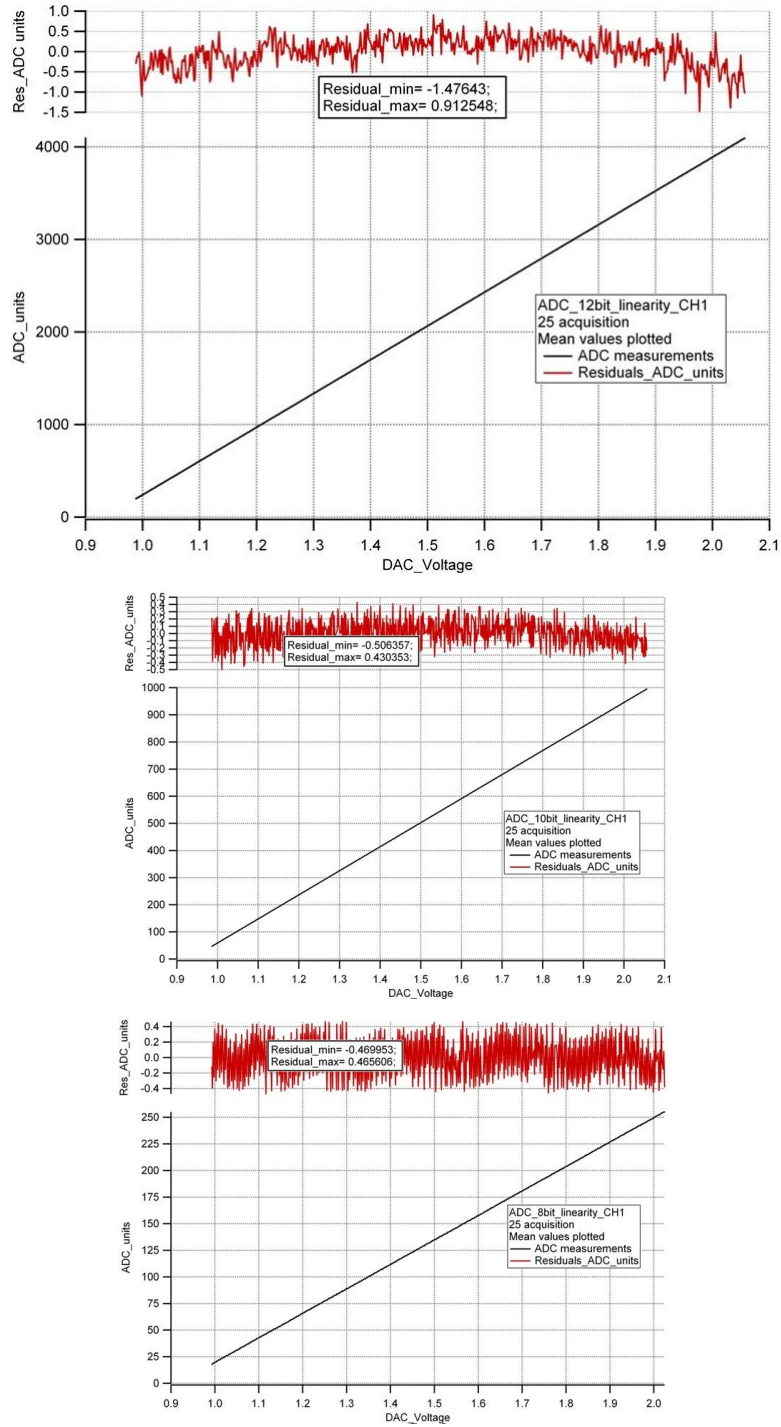 Res_ADC units
1.0
0.5
0.0
-0.5
-1.0
-1.5
Residual_min= -1.47643;
Residual_max= 0.912548;
ADC_units
4000
3000
2000
1000
0
ADC_12bit_linearity_CH1
25 acquisition
Mean values plotted
ADC measurements
Residuals_ADC_units
0.9 1.0 1.1 1.2 1.3 1.4 1.5 1.6 1.7 1.8 1.9 2.0 2.1
DAC_Voltage
Res_ADC_units
0.5
0.4
0.3
0.2
0.1
0.0
-0.1
-0.2
-0.3
-0.4
-0.5
Residual_min= -0.506357;
Residual_max= 0.430353;
ADC_units
1000
900
800
700
600
500
400
300
200
100
0
ADC_10bit_linearity_CH1
25 acquisition
Mean values plotted
ADC measurements
Residuals_ADC_units
0.9 1.0 1.1 1.2 1.3 1.4 1.5 1.6 1.7 1.8 1.9 2.0 2.1
DAC_Voltage
Res_ADC_units
0.4
0.2
0.0
-0.2
-0.4
Residual_min= -0.469953;
Residual_max= 0.465606;
ADC_units
250
225
200
175
150
125
100
75
50
25
0
ADC_8bit_linearity_CH1
25 acquisition
Mean values plotted
ADC measurements
Residuals_ADC_units
0.9 1.0 1.1 1.2 1.3 1.4 1.5 1.6 1.7 1.8 1.9 2.0
DAC_Voltage